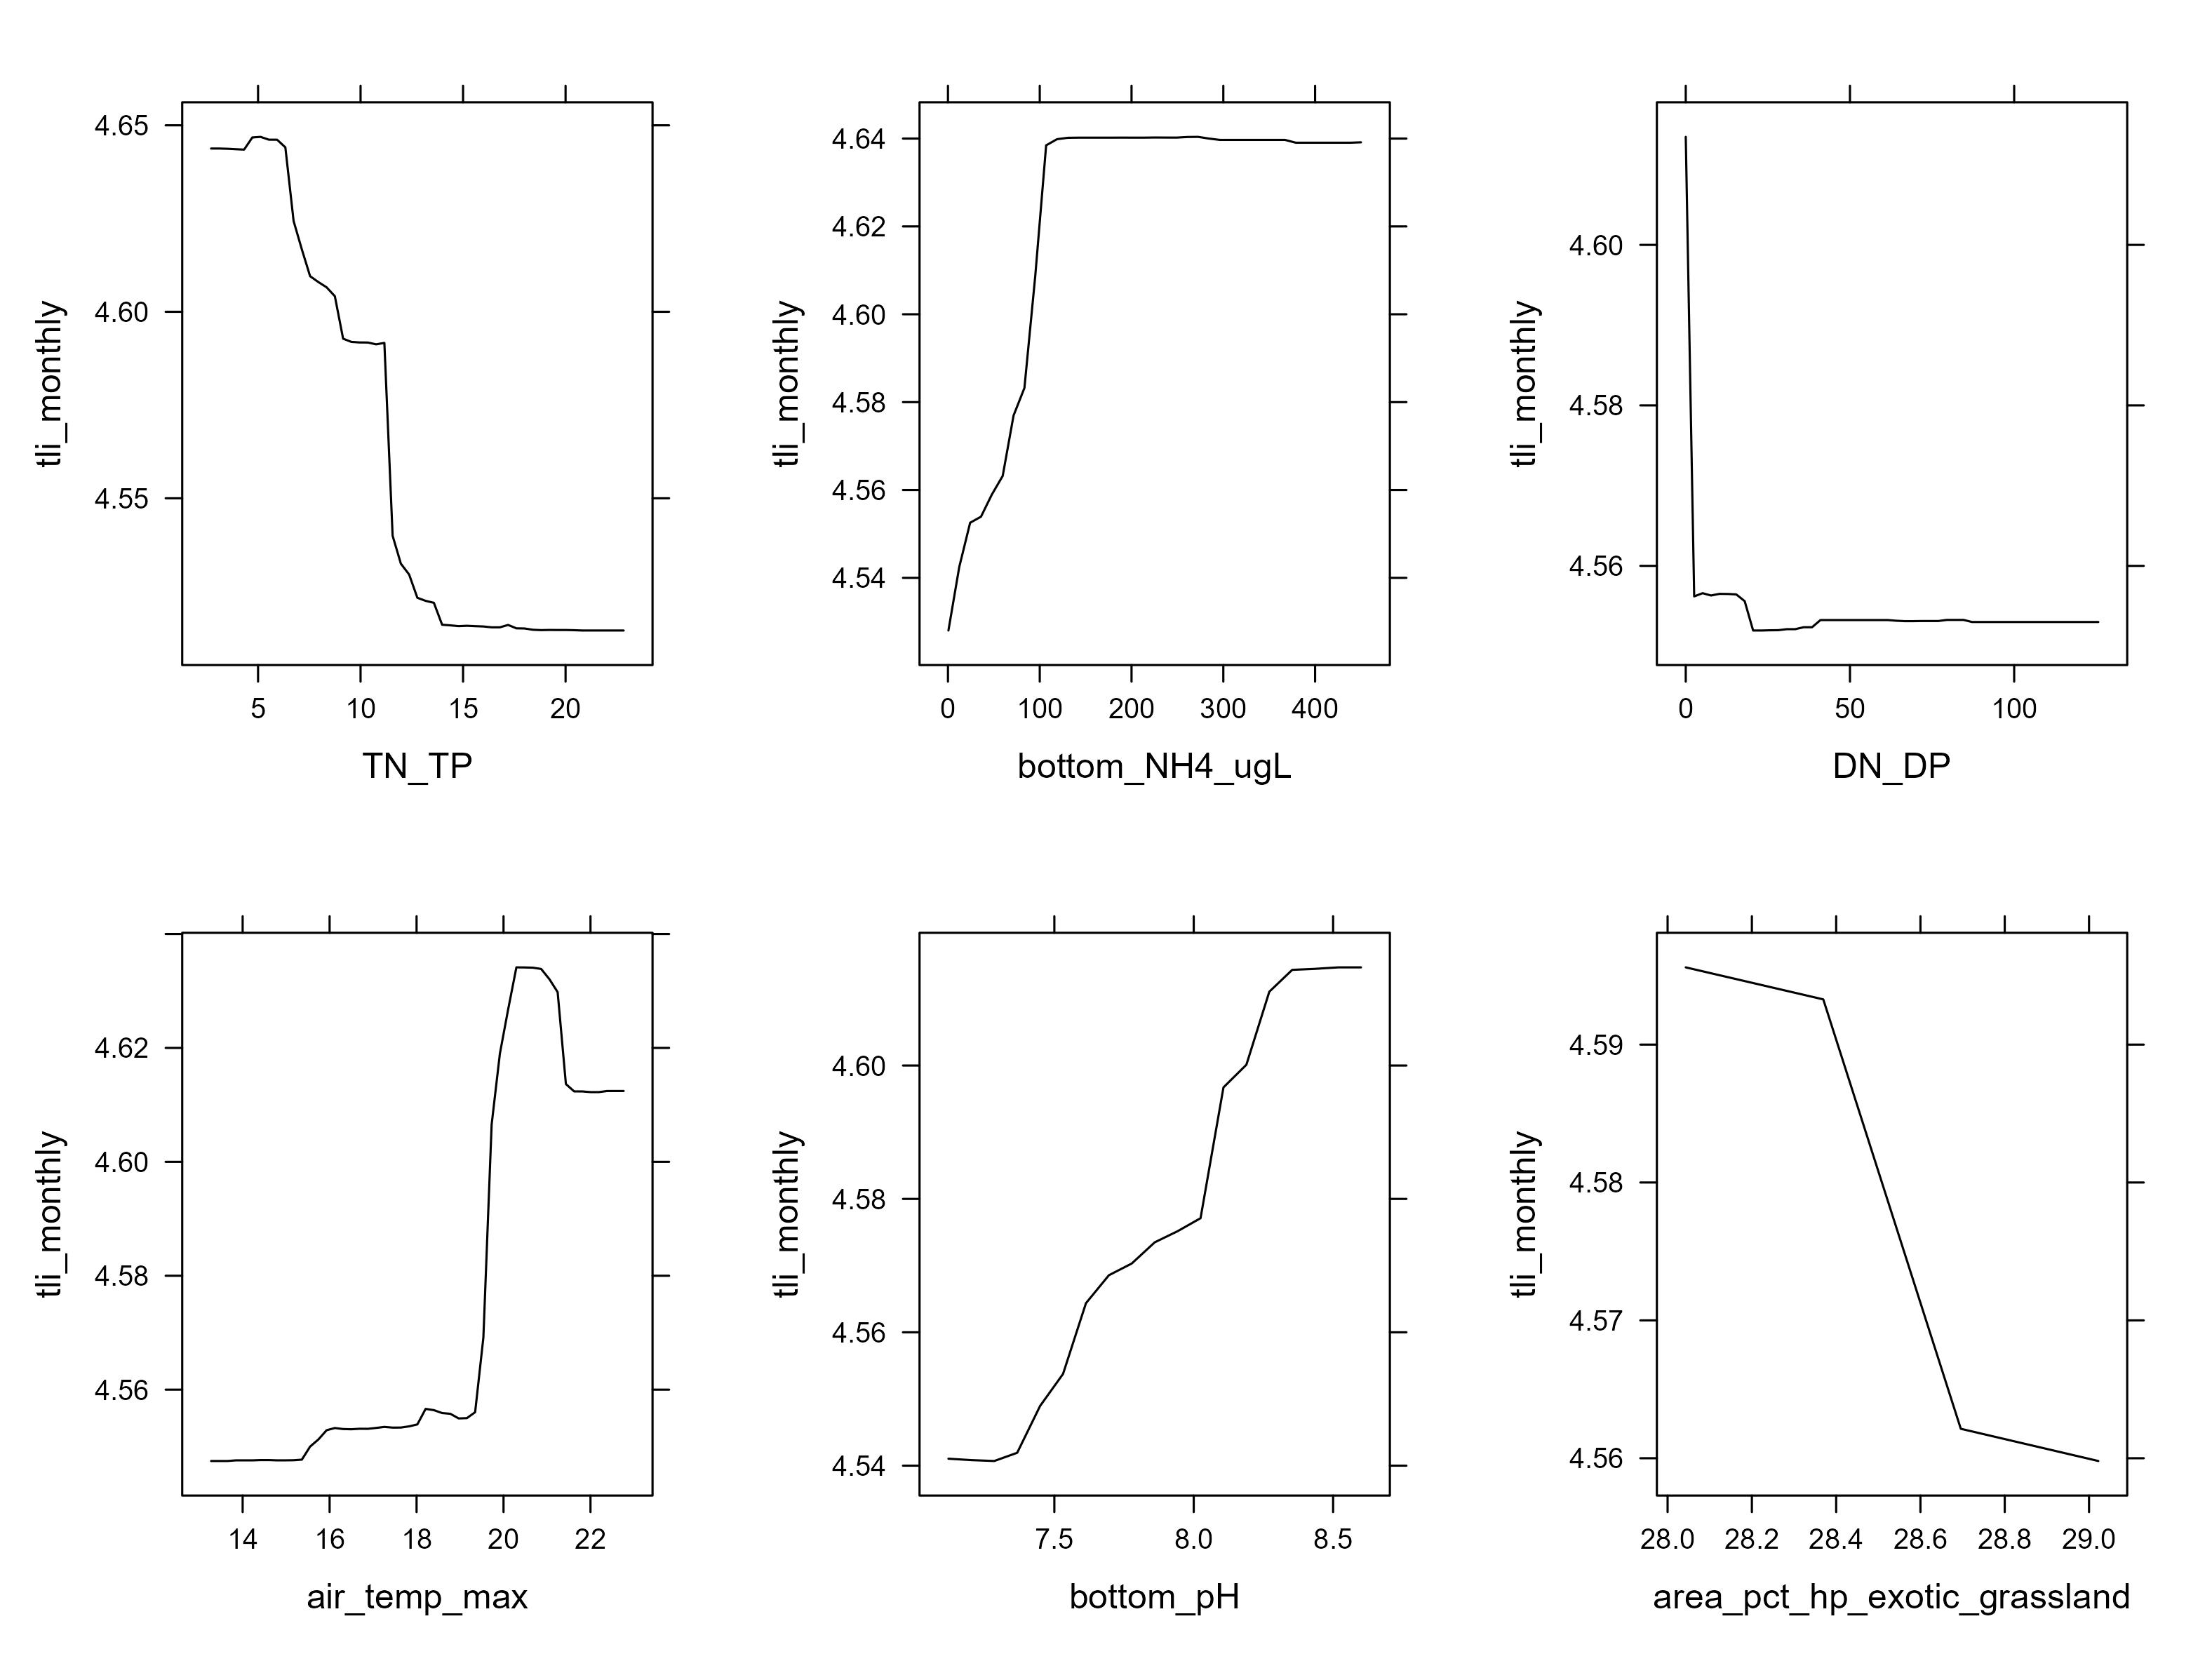 4.65
4.60
4.55
tli_monthly
5 10 15 20
TN_TP
4.64
4.62
4.60
4.58
4.56
4.54
tli_monthly
0 100 200 300 400
bottom_NH4_ugL
4.60
4.58
4.56
tli_monthly
0 50 100
DN_DP
4.62
4.60
4.58
4.56
tli_monthly
14 16 18 20 22
air_temp_max
4.60
4.58
4.56
4.54
tli_monthly
7.5 8.0 8.5
bottom_pH
4.59
4.58
4.57
4.56
tli_monthly
28.0 28.2 28.4 28.6 28.8 29.0
area_pct_hp_exotic_grassland